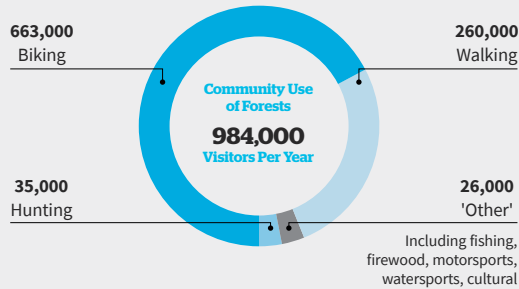 663,000
Biking
260,000
Walking
Community Use
of Forests
984,000
Visitors Per Year
35,000
Hunting
26,000
'Other'
Including fishing,
firewood, motorsports,
watersports, cultural